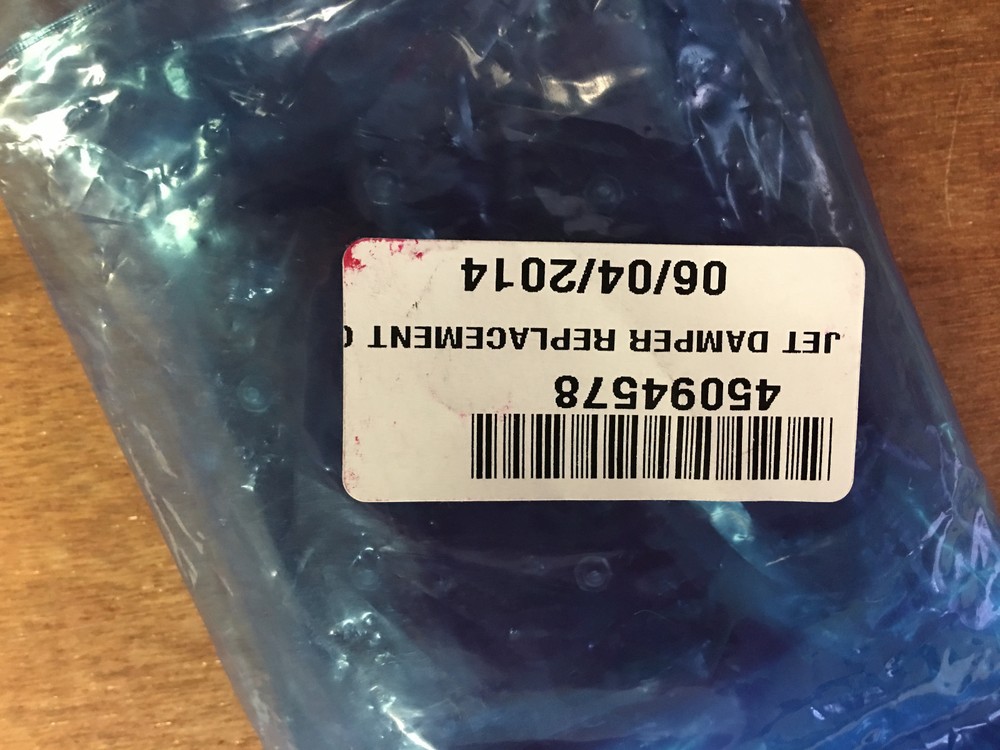 45094578
JET DAMPER REPLACEMENT
06/04/2014